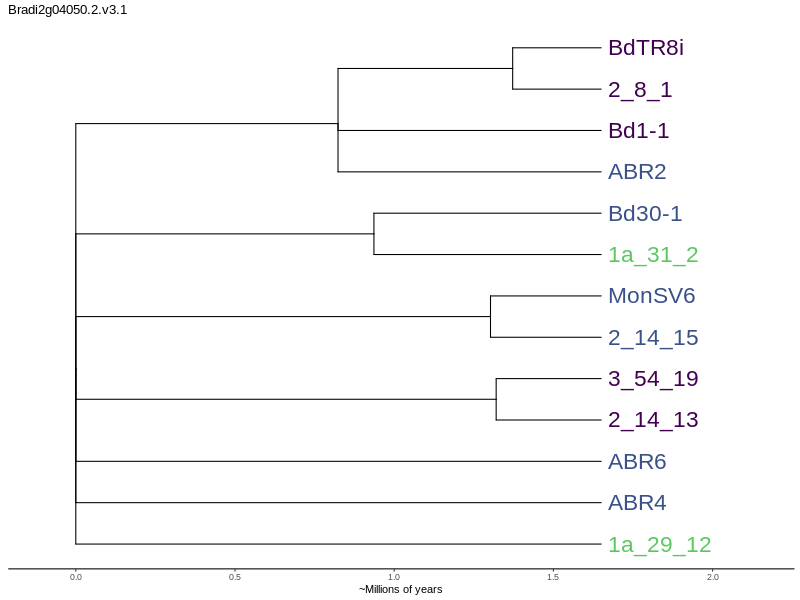 Bradi2g04050.2.v3.1
BdTR8i
2_8_1
Bd1-1
ABR2
Bd30-1
1a_31_2
MonSV6
2_14_15
3_54_19
2_14_13
ABR6
ABR4
1a_29_12
0.0 0.5 1.0 1.5 2.0
~Millions of years